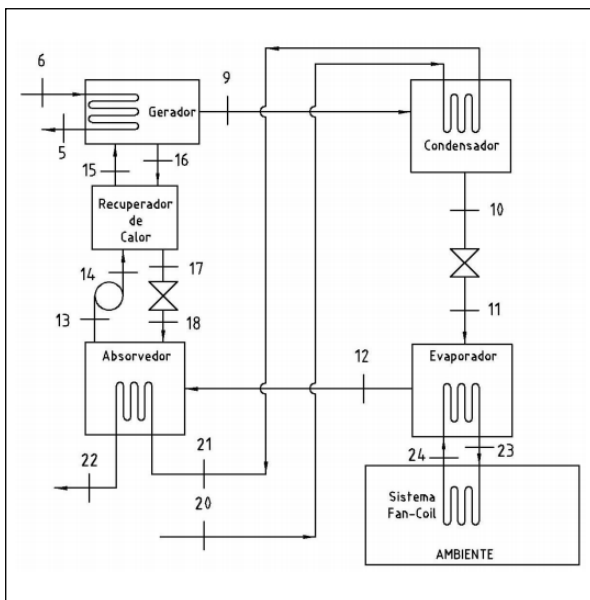 6
9
Gerador
5
Condensador
15
16
10
Recuperador
de
Calor
14
17
13
18
11
Absorvedor
12
Evaporador
22
21
24
23
20
Sistema
Fan-Coil
AMBIENTE